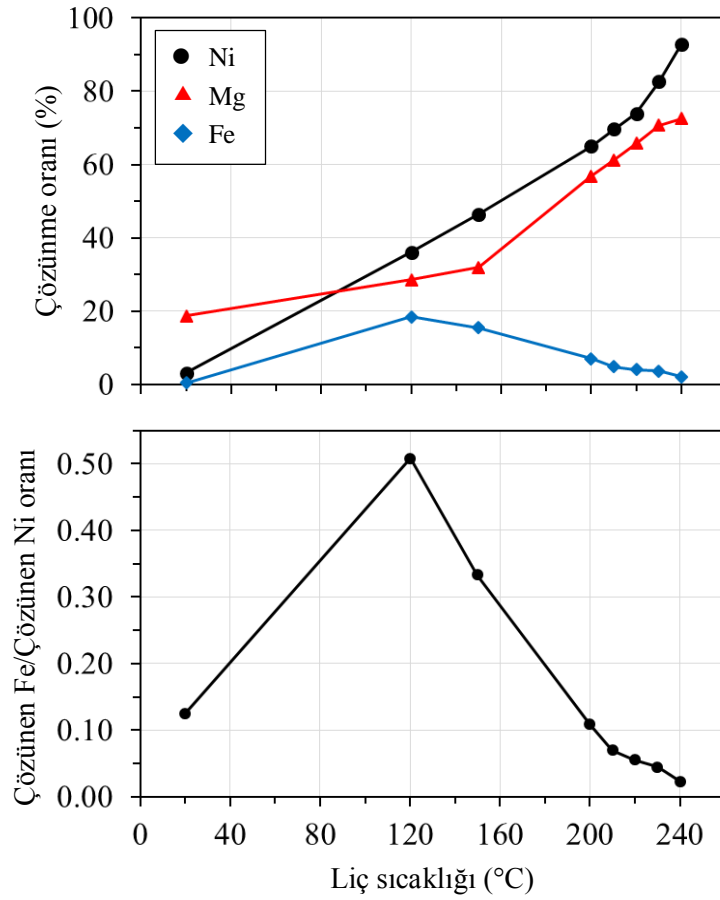 Çözünme oranı (%)
100
80
60
40
20
0
Ni
Mg
Fe
Çözünen Fe/Çözünen Ni oranı
0.50
0.40
0.30
0.20
0.10
0.00
0 40 80 120 160 200 240
Liç sıcaklığı (°C)